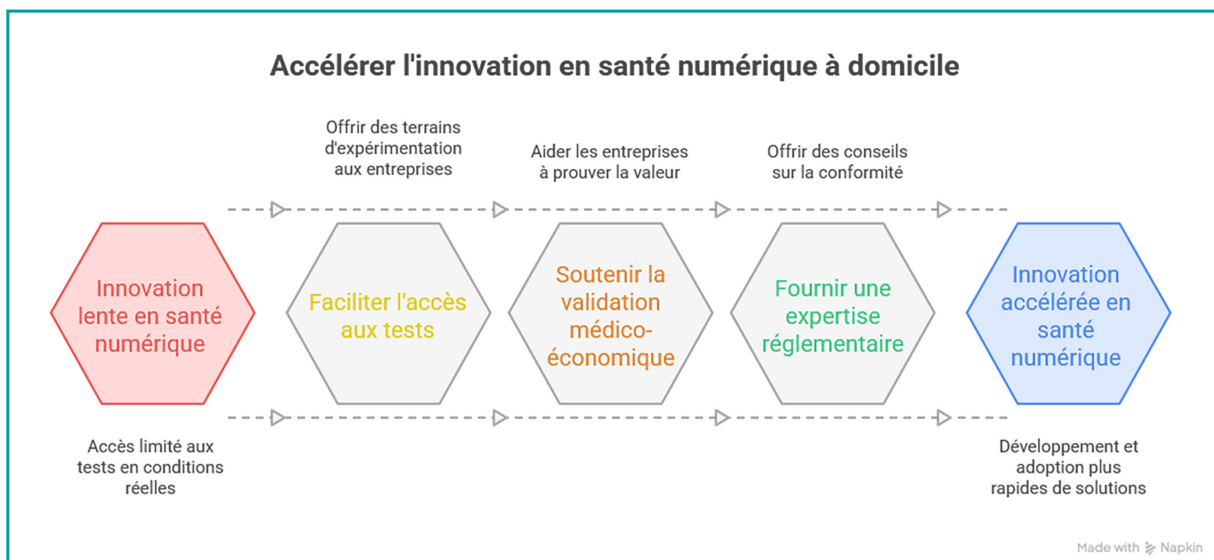 Accélérer l'innovation en santé numérique à domicile
Offrir des terrains
d'expérimentation
aux entreprises
Aider les entreprises
à prouver la valeur
Offrir des conseils
sur la conformité
Innovation
lente en santé
numérique
Faciliter l'accès
aux tests
Soutenir la
validation
médico-
économique
Fournir une
expertise
réglementaire
Innovation
accélérée en
santé
numérique
Accès limité aux
tests en conditions
réelles
Développement et
adoption plus
rapides de solutions
Made with Napkin